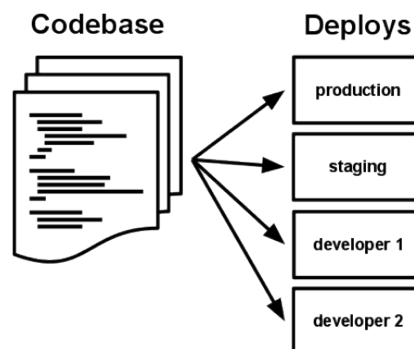 Codebase
Deploys
production
staging
developer 1
developer 2